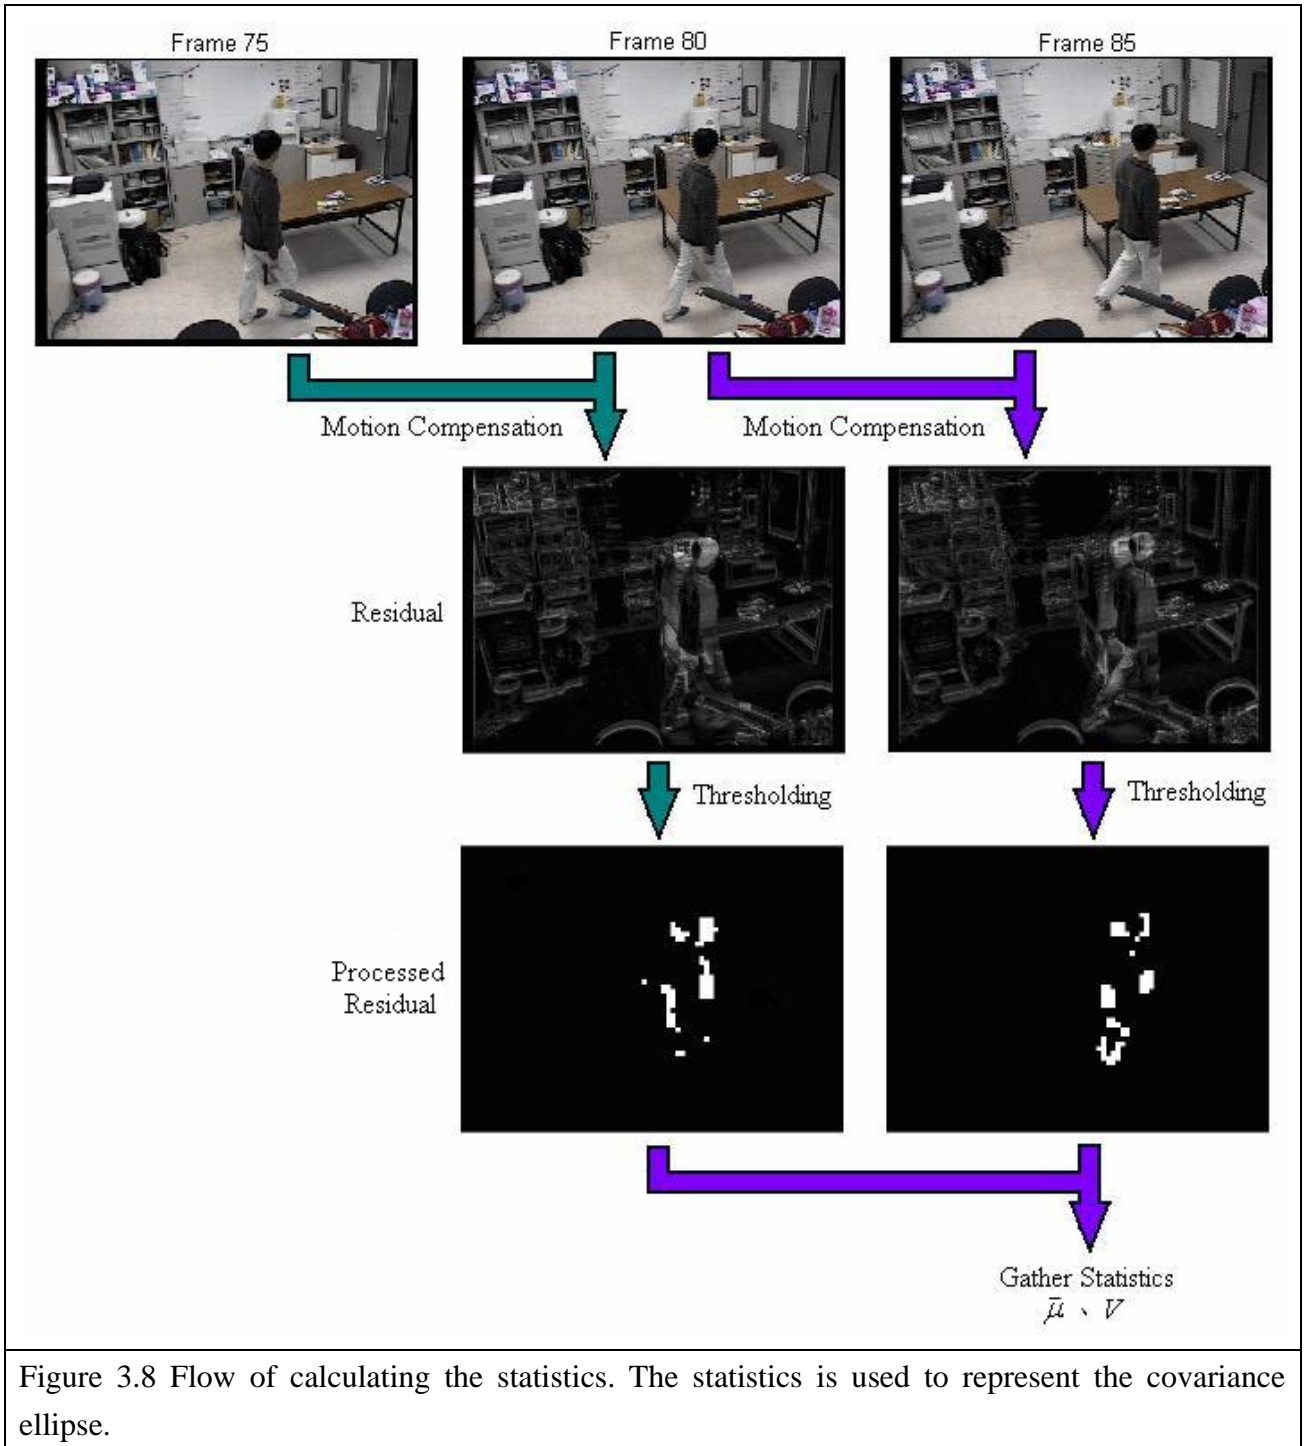 Frame 75
Frame 80
Frame 85
Motion Compensation
Motion Compensation
Residual
Thresholding
Thresholding
Processed
Residual
Gather Statistics
μ̄ 、 V
Figure 3.8 Flow of calculating the statistics. The statistics is used to represent the covariance
ellipse.